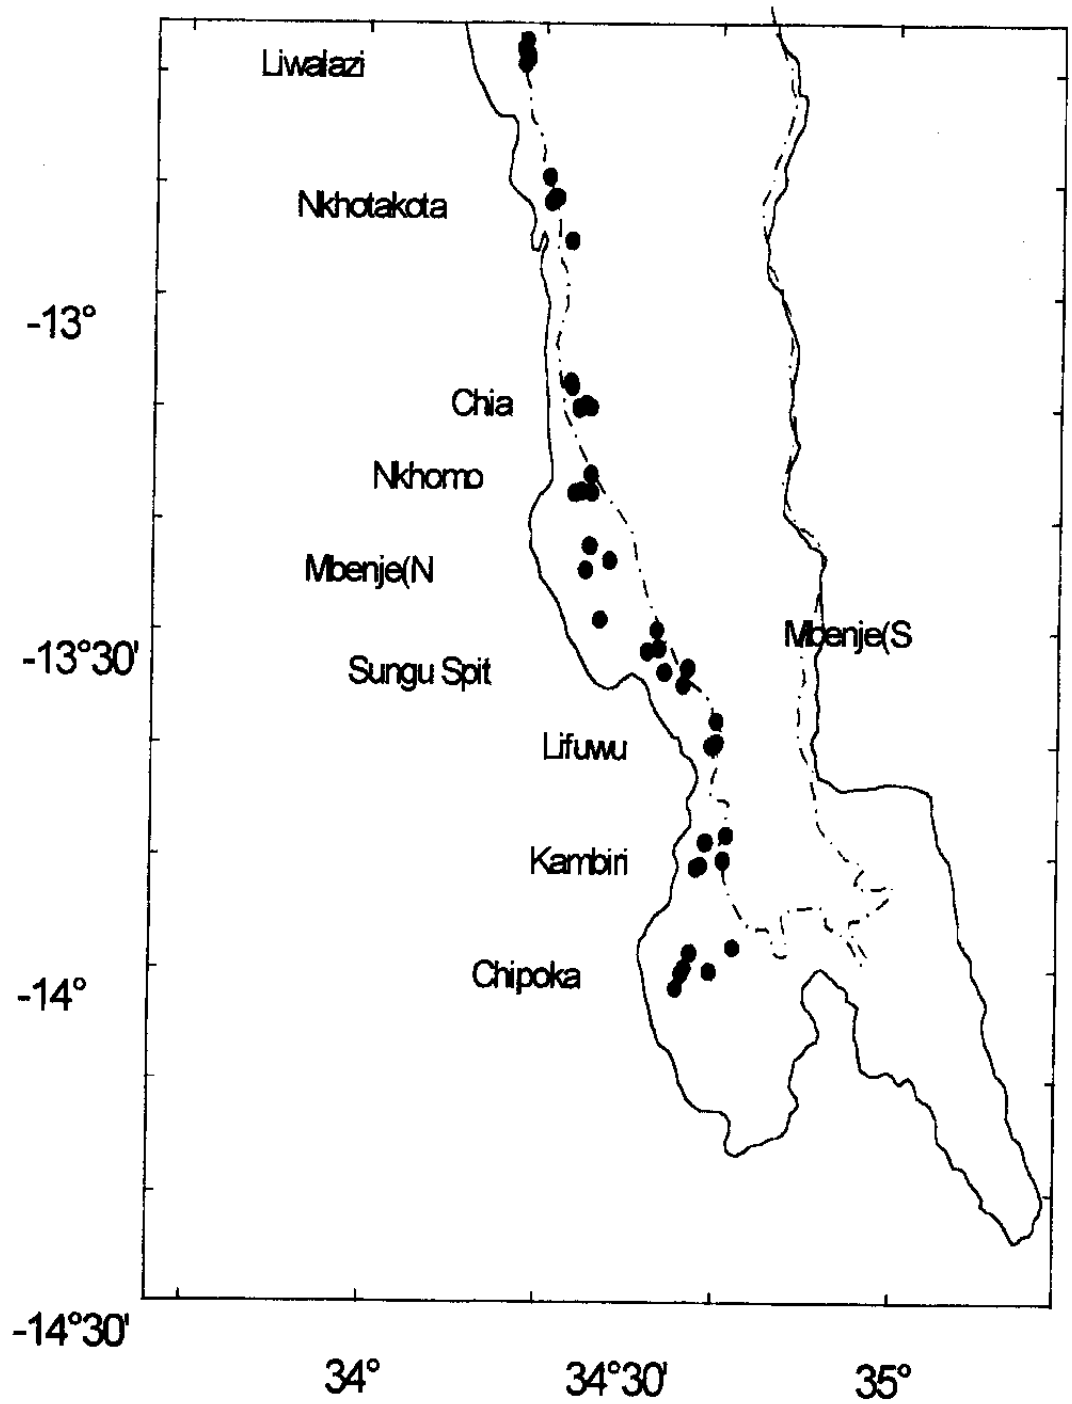 Liwalazi
Nkhotakota
-13°
Chia
Nkhomo
Mbenje(N
Mbenje(S
-13°30'
Sungu Spit
Lifuwu
Kambiri
Chipoka
-14°
-14°30'
34° 34°30' 35°